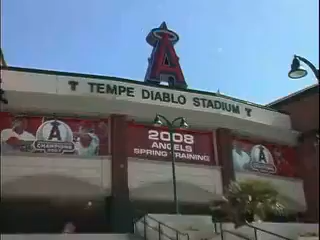 TEMPE DIABLO STADIUM
2008
ANGELS
SPRING TRAINING
CHAMPIONS